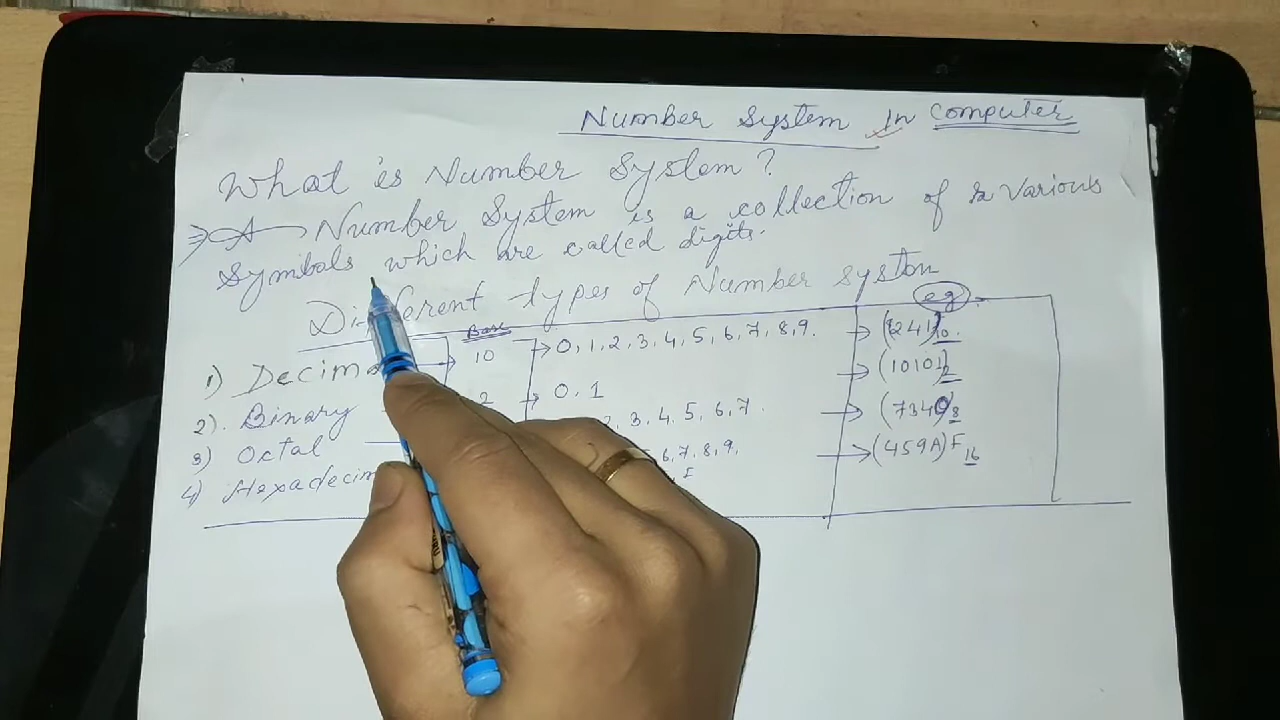 Number System in Computer
What is Number System?
⇒ A Number System is a collection of various
Symbols which are called digits.
Different types of Number system
Base
eg
1) Decima → 10 → 0, 1, 2, 3, 4, 5, 6, 7, 8, 9. → (1241)10.
2). Binary 2 → 0, 1 → (10101)2
3) Octal 2, 3, 4, 5, 6, 7. → (7340)8
4) Hexadecim 6, 7, 8, 9, → (459A)F16
F